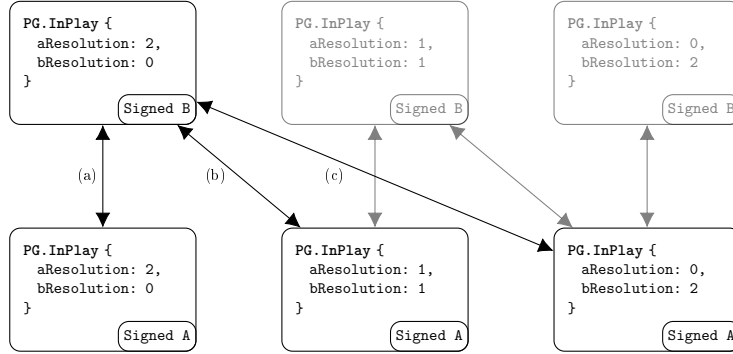 PG.InPlay {
aResolution: 2,
bResolution: 0
}
Signed B
PG.InPlay {
aResolution: 1,
bResolution: 1
}
Signed B
PG.InPlay {
aResolution: 0,
bResolution: 2
}
Signed B
(a)
(b)
(c)
PG.InPlay {
aResolution: 2,
bResolution: 0
}
Signed A
PG.InPlay {
aResolution: 1,
bResolution: 1
}
Signed A
PG.InPlay {
aResolution: 0,
bResolution: 2
}
Signed A